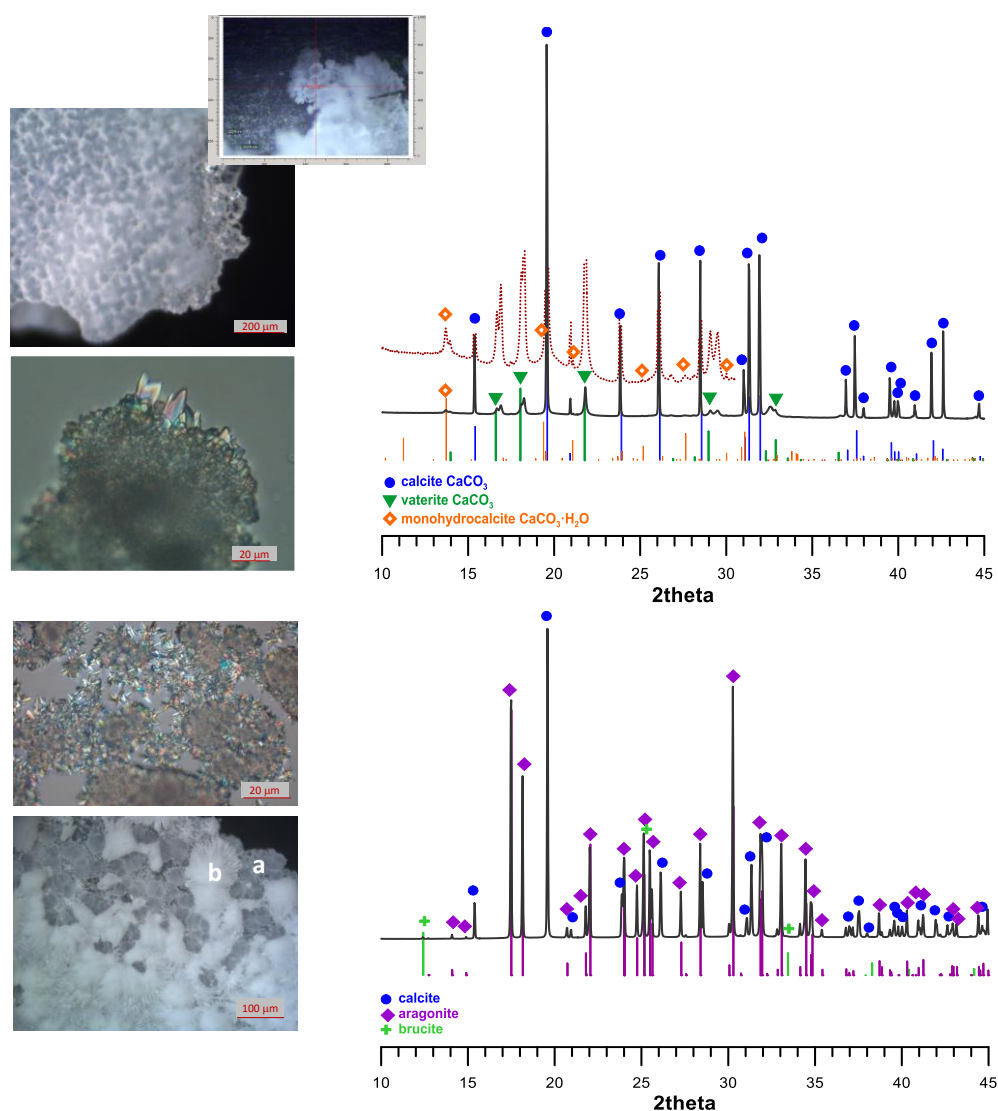 200 μm
20 μm
calcite CaCO₃
vaterite CaCO₃
monohydrocalcite CaCO₃·H₂O
10 15 20 25 30 35 40 45
2theta
20 μm
b a
100 μm
calcite
aragonite
brucite
10 15 20 25 30 35 40 45
2theta